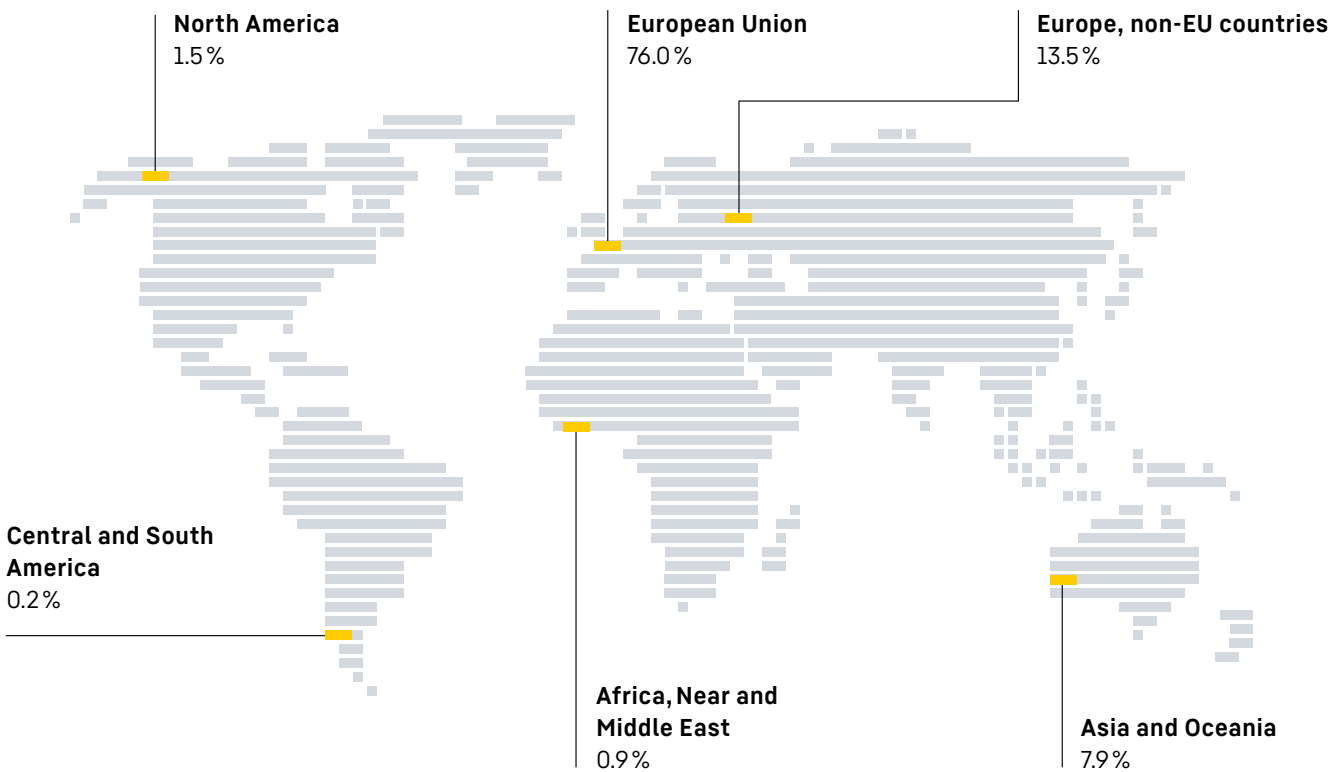 North America
1.5 %
European Union
76.0 %
Europe, non-EU countries
13.5 %
Central and South
America
0.2 %
Africa, Near and
Middle East
0.9 %
Asia and Oceania
7.9 %